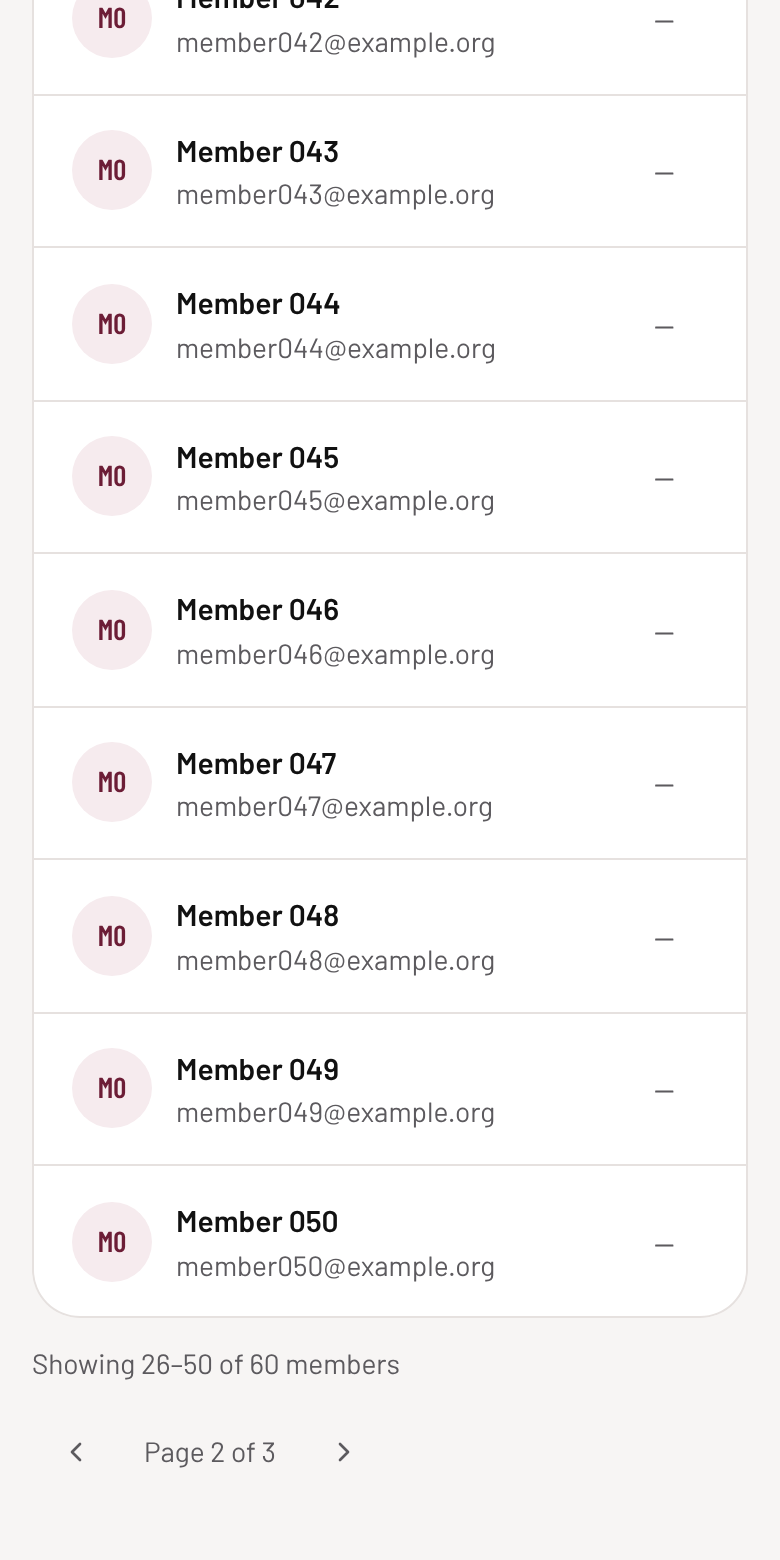 MO
Member 042
member042@example.org
–
MO
Member 043
member043@example.org
–
MO
Member 044
member044@example.org
–
MO
Member 045
member045@example.org
–
MO
Member 046
member046@example.org
–
MO
Member 047
member047@example.org
–
MO
Member 048
member048@example.org
–
MO
Member 049
member049@example.org
–
MO
Member 050
member050@example.org
–
Showing 26–50 of 60 members
Page 2 of 3